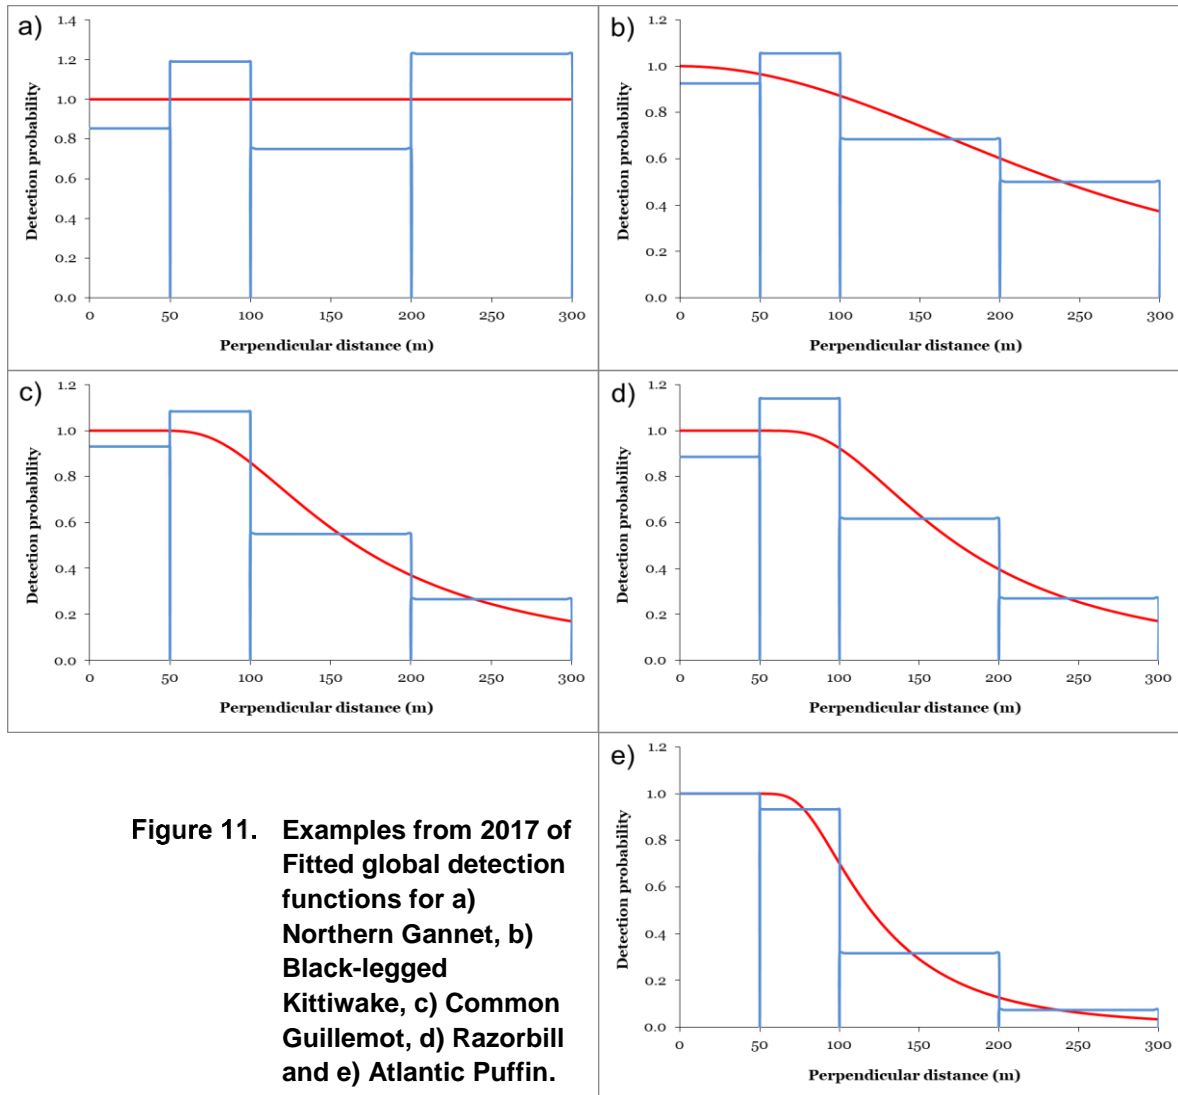 a)
1.4
1.2
1.0
0.8
0.6
0.4
0.2
0.0
Detection probability
0 50 100 150 200 250 300
Perpendicular distance (m)
b)
1.2
1.0
0.8
0.6
0.4
0.2
0.0
Detection probability
0 50 100 150 200 250 300
Perpendicular distance (m)
c)
1.2
1.0
0.8
0.6
0.4
0.2
0.0
Detection probability
0 50 100 150 200 250 300
Perpendicular distance (m)
d)
1.2
1.0
0.8
0.6
0.4
0.2
0.0
Detection probability
0 50 100 150 200 250 300
Perpendicular distance (m)
e)
1.2
1.0
0.8
0.6
0.4
0.2
0.0
Detection probability
0 50 100 150 200 250 300
Perpendicular distance (m)
Figure 11. Examples from 2017 of
Fitted global detection
functions for a)
Northern Gannet, b)
Black-legged
Kittiwake, c) Common
Guillemot, d) Razorbill
and e) Atlantic Puffin.